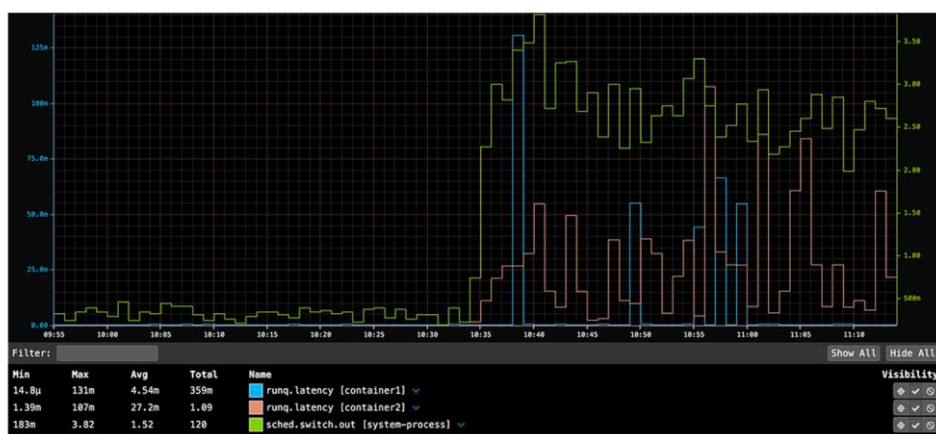 125m
100m
75.0m
50.0m
25.0m
0.00
3.50
3.00
2.50
2.00
1.50
1.00
500m
09:55 10:00 10:05 10:10 10:15 10:20 10:25 10:30 10:35 10:40 10:45 10:50 10:55 11:00 11:05 11:10
Filter: Show All Hide All
Min Max Avg Total Name Visibility
14.8µ 131m 4.54m 359m runq.latency [container1]
1.39m 107m 27.2m 1.09 runq.latency [container2]
183m 3.82 1.52 120 sched.switch.out [system-process]